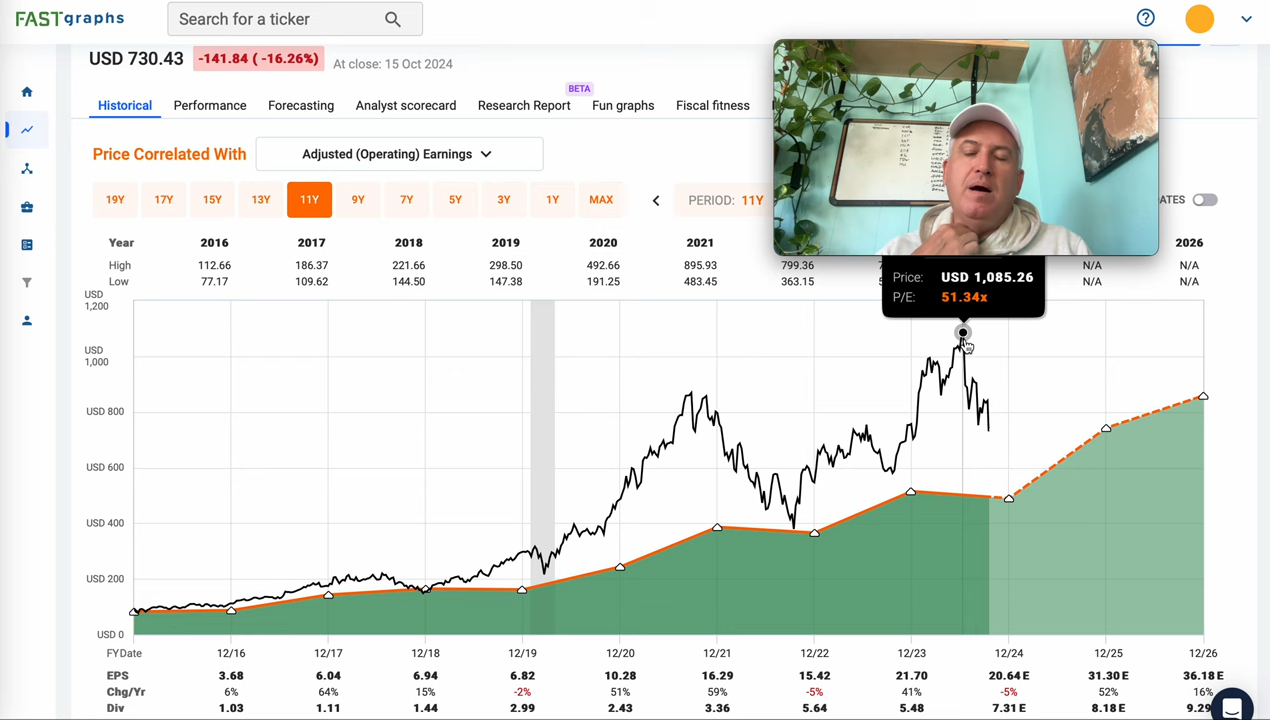 FAST graphs
Search for a ticker
USD 730.43 -141.84 ( -16.26%) At close: 15 Oct 2024
BETA
Historical Performance Forecasting Analyst scorecard Research Report Fun graphs Fiscal fitness
Price Correlated With Adjusted (Operating) Earnings
19Y 17Y 15Y 13Y 11Y 9Y 7Y 5Y 3Y 1Y MAX PERIOD: 11Y ATES
Year 2016 2017 2018 2019 2020 2021 2026
High 112.66 186.37 221.66 298.50 492.66 895.93 799.36 N/A N/A
Low 77.17 109.62 144.50 147.38 191.25 483.45 363.15 N/A N/A
Price: USD 1,085.26
P/E: 51.34x
USD
1,200
USD
1,000
USD 800
USD 600
USD 400
USD 200
USD 0
FYDate 12/16 12/17 12/18 12/19 12/20 12/21 12/22 12/23 12/24 12/25 12/26
EPS 3.68 6.04 6.94 6.82 10.28 16.29 15.42 21.70 20.64 E 31.30 E 36.18 E
Chg/Yr 6% 64% 15% -2% 51% 59% -5% 41% -5% 52% 16%
Div 1.03 1.11 1.44 2.99 2.43 3.36 5.64 5.48 7.31 E 8.18 E 9.29